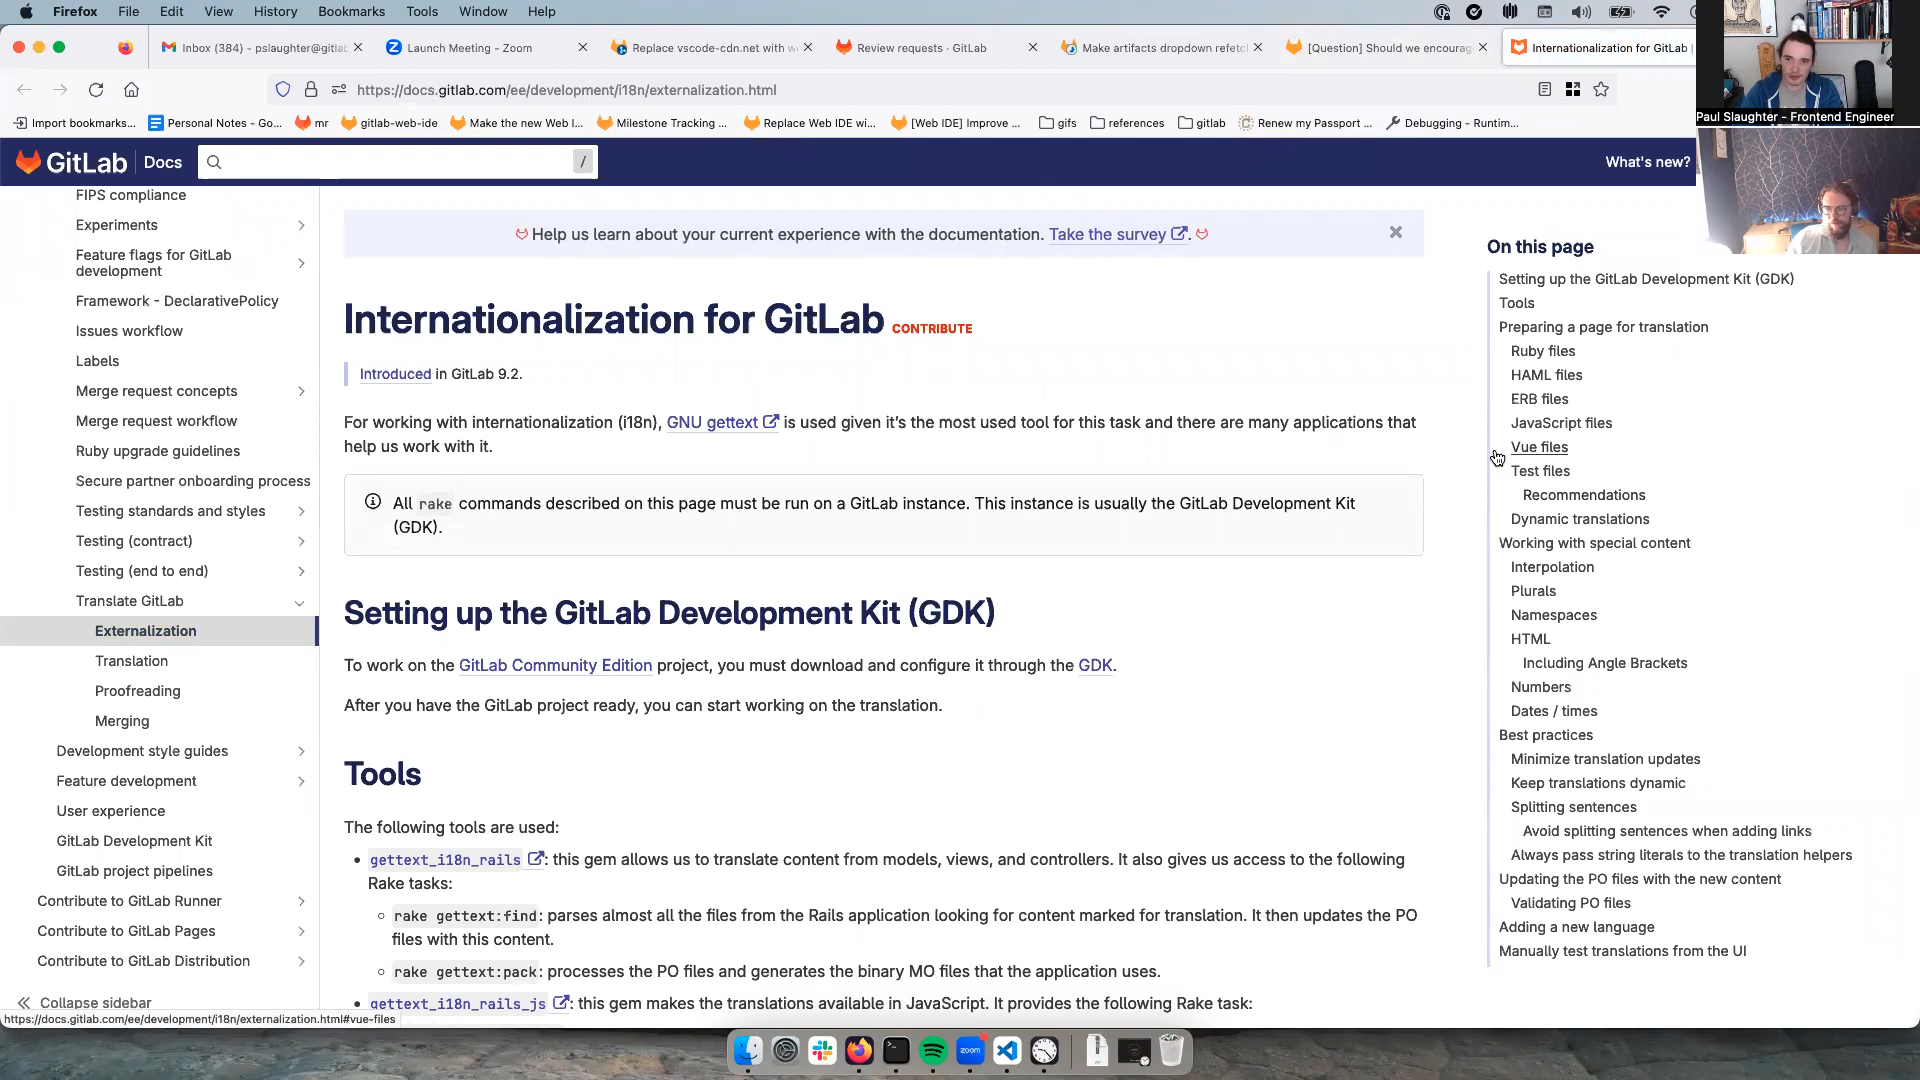 Firefox File Edit View History Bookmarks Tools Window Help
Inbox (384) - pslaughter@gitlab
Launch Meeting - Zoom
Replace vscode-cdn.net with w
Review requests · GitLab
Make artifacts dropdown refetc
[Question] Should we encourag
Internationalization for GitLab |
https://docs.gitlab.com/ee/development/i18n/externalization.html
Import bookmarks...
Personal Notes - Go...
mr
gitlab-web-ide
Make the new Web I...
Milestone Tracking ...
Replace Web IDE wi...
[Web IDE] Improve ...
gifs
references
gitlab
Renew my Passport ...
Debugging - Runtim...
Paul Slaughter - Frontend Engineer
GitLab Docs
/
What's new?
FIPS compliance
Experiments
Feature flags for GitLab
development
Framework - DeclarativePolicy
Issues workflow
Labels
Merge request concepts
Merge request workflow
Ruby upgrade guidelines
Secure partner onboarding process
Testing standards and styles
Testing (contract)
Testing (end to end)
Translate GitLab
Externalization
Translation
Proofreading
Merging
Development style guides
Feature development
User experience
GitLab Development Kit
GitLab project pipelines
Contribute to GitLab Runner
Contribute to GitLab Pages
Contribute to GitLab Distribution
Collapse sidebar
https://docs.gitlab.com/ee/development/i18n/externalization.html#vue-files
Help us learn about your current experience with the documentation. Take the survey.
Internationalization for GitLab CONTRIBUTE
Introduced in GitLab 9.2.
For working with internationalization (i18n), GNU gettext is used given it's the most used tool for this task and there are many applications that
help us work with it.
All rake commands described on this page must be run on a GitLab instance. This instance is usually the GitLab Development Kit
(GDK).
Setting up the GitLab Development Kit (GDK)
To work on the GitLab Community Edition project, you must download and configure it through the GDK.
After you have the GitLab project ready, you can start working on the translation.
Tools
The following tools are used:
• gettext_i18n_rails: this gem allows us to translate content from models, views, and controllers. It also gives us access to the following
Rake tasks:
rake gettext:find: parses almost all the files from the Rails application looking for content marked for translation. It then updates the PO
files with this content.
rake gettext:pack: processes the PO files and generates the binary MO files that the application uses.
• gettext_i18n_rails_js: this gem makes the translations available in JavaScript. It provides the following Rake task:
On this page
Setting up the GitLab Development Kit (GDK)
Tools
Preparing a page for translation
Ruby files
HAML files
ERB files
JavaScript files
Vue files
Test files
Recommendations
Dynamic translations
Working with special content
Interpolation
Plurals
Namespaces
HTML
Including Angle Brackets
Numbers
Dates / times
Best practices
Minimize translation updates
Keep translations dynamic
Splitting sentences
Avoid splitting sentences when adding links
Always pass string literals to the translation helpers
Updating the PO files with the new content
Validating PO files
Adding a new language
Manually test translations from the UI
zoom